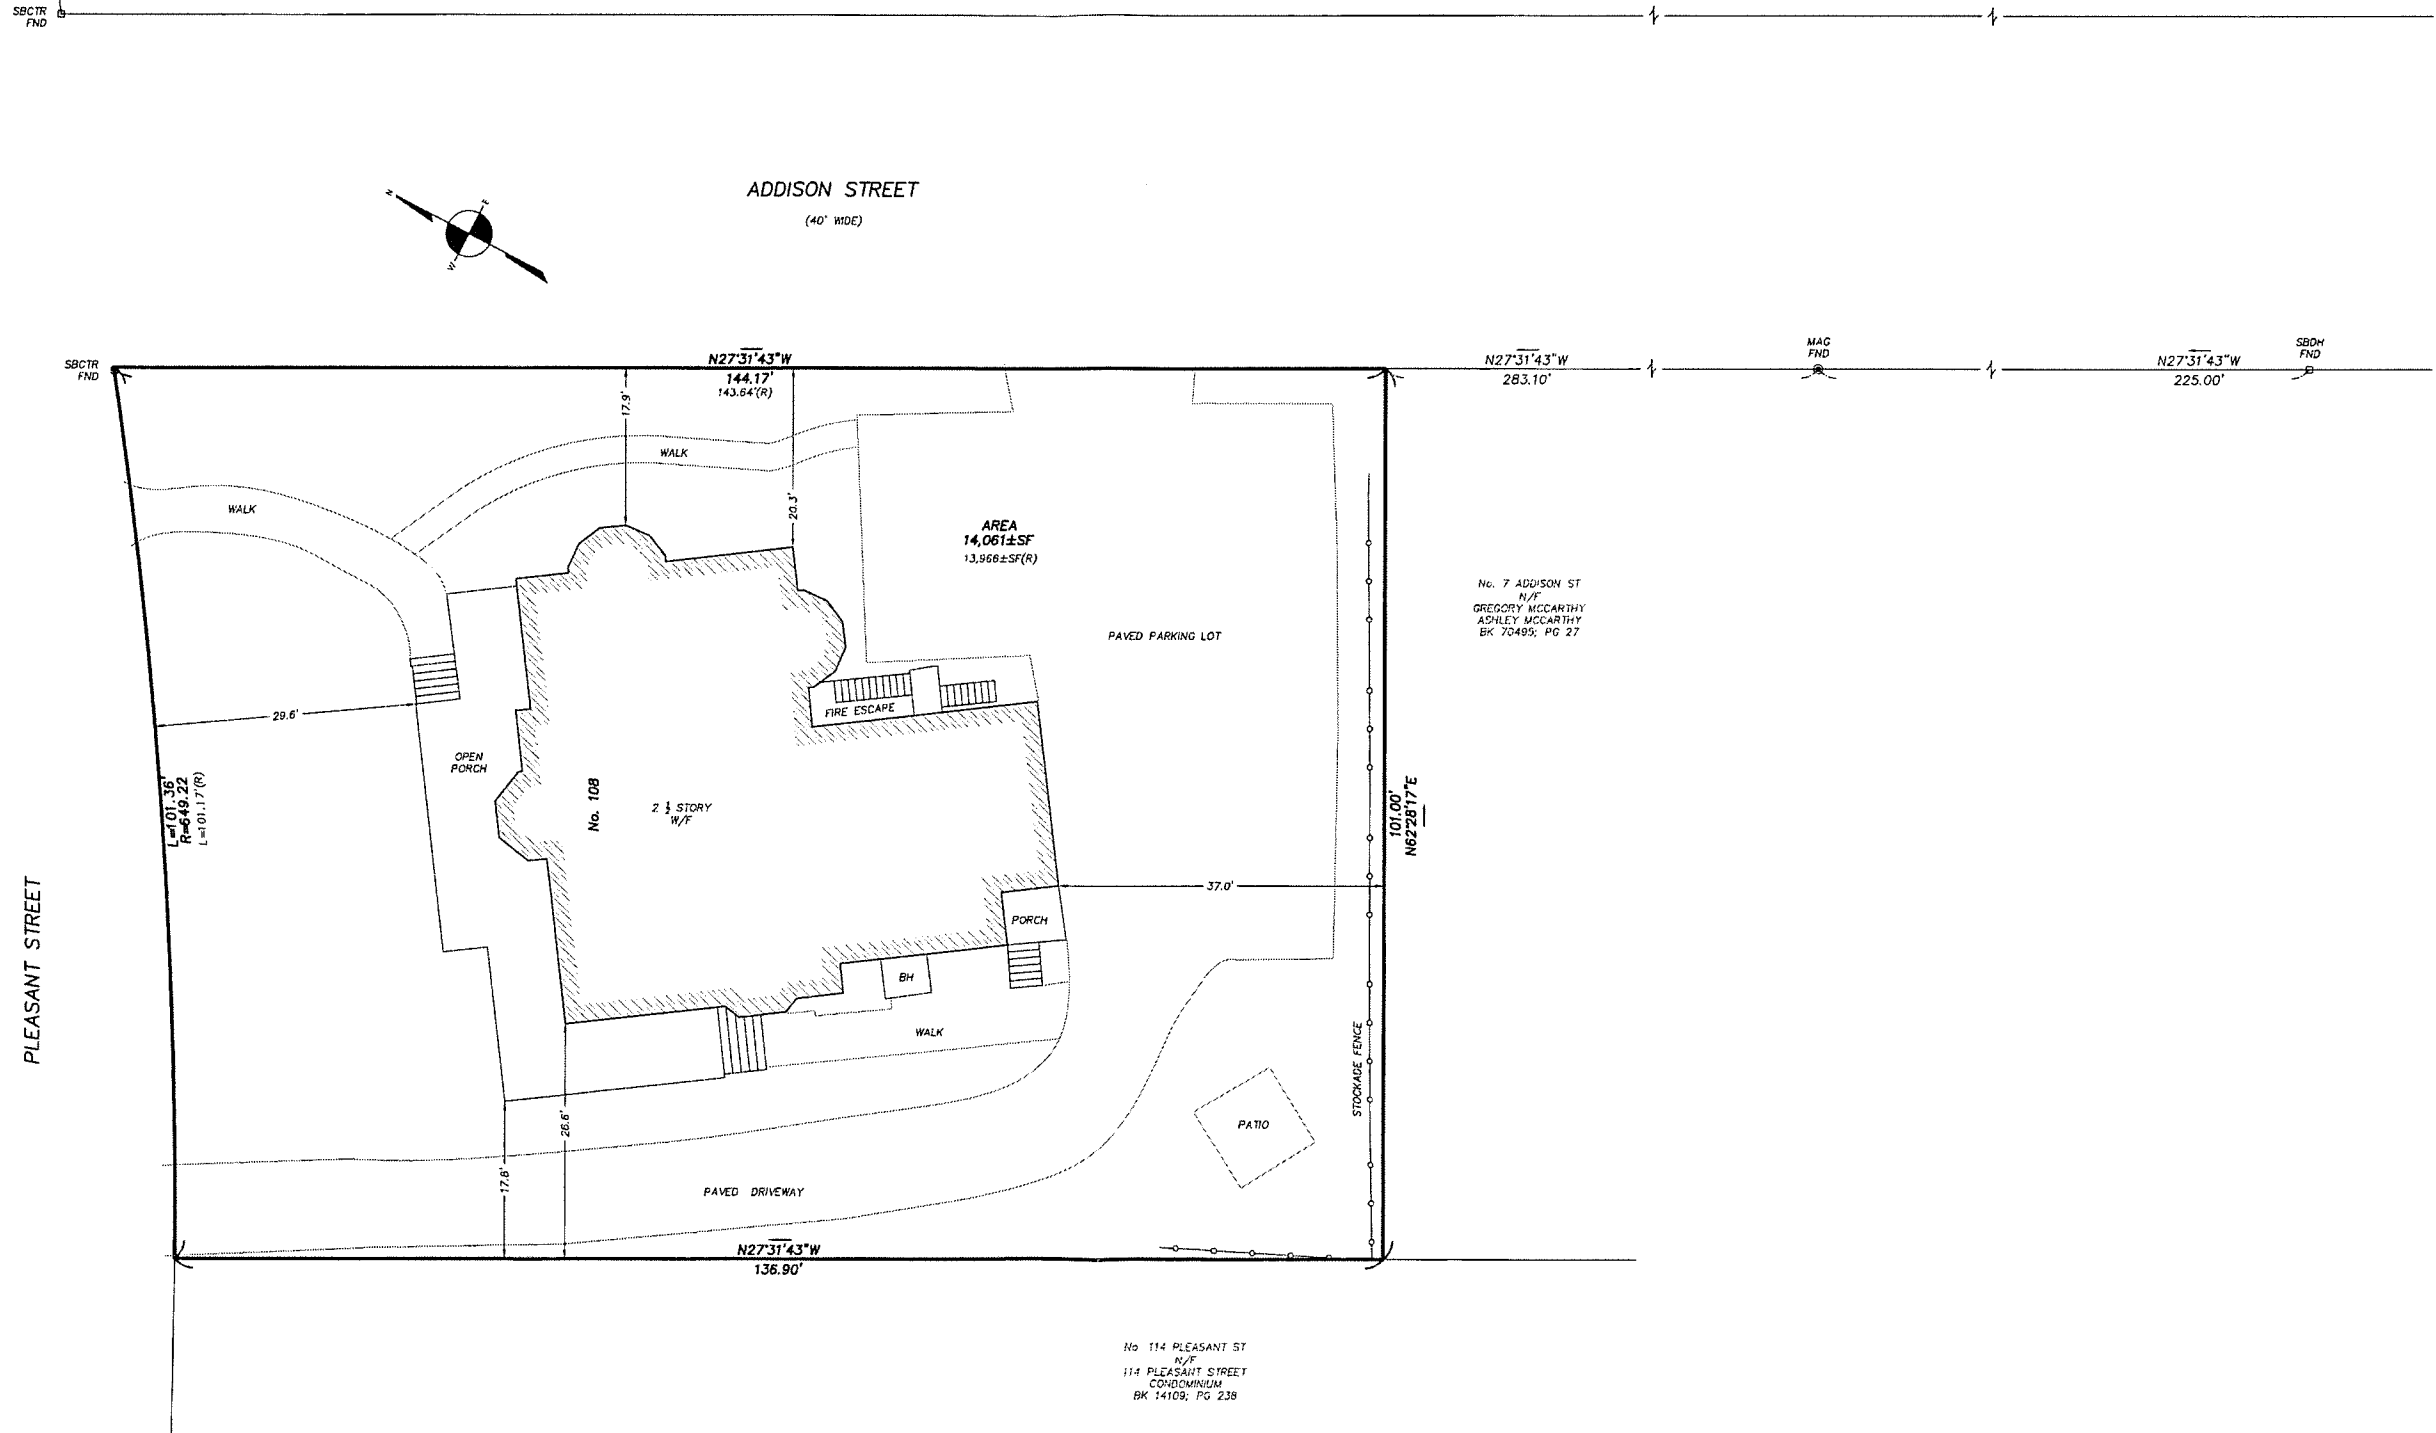 SBCTR
FND
ADDISON STREET
(40' WIDE)
N
E
W
SBCTR
FND
N27°31'43"W
144.17'
143.64'(R)
N27°31'43"W
283.10'
MAG
FND
N27°31'43"W
225.00'
SBDH
FND
17.9'
20.3'
WALK
WALK
AREA
14,061±SF
13,966±SF(R)
No. 7 ADDISON ST
N/F
GREGORY MCCARTHY
ASHLEY MCCARTHY
BK 70495; PG 27
PAVED PARKING LOT
FIRE ESCAPE
29.6'
OPEN
PORCH
No. 108
2 ½ STORY
W/F
L=101.36'
R=649.22
L=101.17'(R)
101.00'
N62°28'17"E
37.0'
PORCH
PLEASANT STREET
BH
WALK
STOCKADE FENCE
PATIO
26.6'
17.8'
PAVED DRIVEWAY
N27°31'43"W
136.90'
No 114 PLEASANT ST
N/F
114 PLEASANT STREET
CONDOMINIUM
BK 14109; PG 238